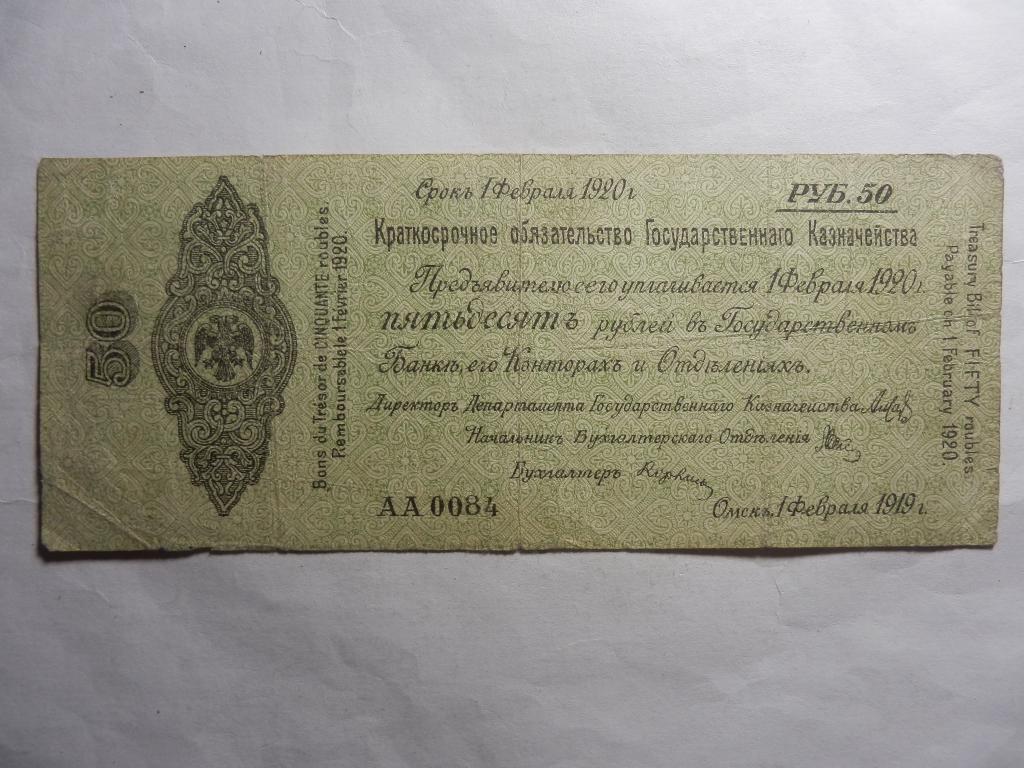 50
Bons du Trésor de CINQUANTE roubles
Remboursable le 1 Février 1920.
Срокъ 1 Февраля 1920 г
РУБ. 50
Краткосрочное обязательство Государственнаго Казначейства
Предъявителю сего уплачивается 1 Февраля 1920 г.
пятьдесятъ рублей въ Государственномъ
Банкѣ, его Конторахъ и Отдѣленіяхъ.
Директоръ Департамента Государственнаго Казначейства
Начальникъ Бухгалтерскаго Отдѣленія
Бухгалтеръ
АА 0084
Омскъ, 1 Февраля 1919 г.
Treasury Bill of FIFTY roubles
Payable on 1 February 1920.